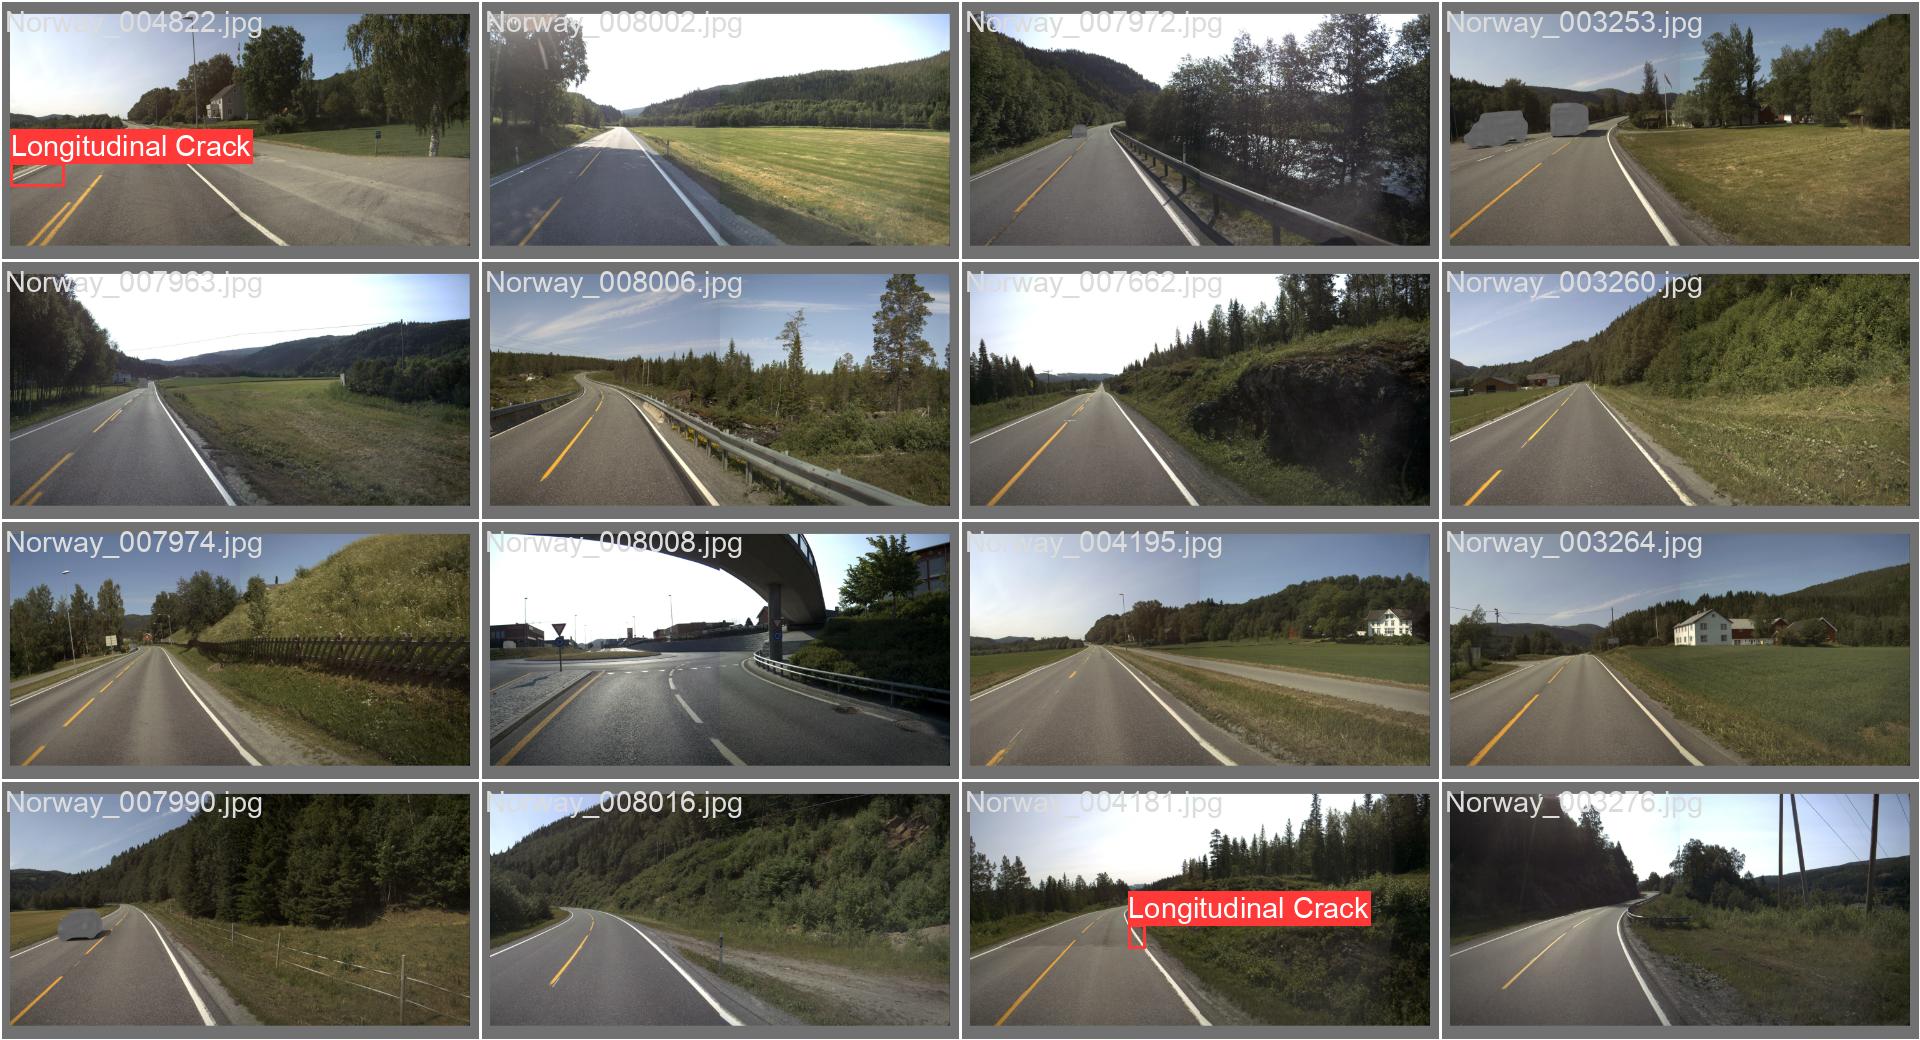 Norway_004822.jpg
Norway_008002.jpg
Norway_007972.jpg
Norway_003253.jpg
Longitudinal Crack
Norway_007963.jpg
Norway_008006.jpg
Norway_007662.jpg
Norway_003260.jpg
Norway_007974.jpg
Norway_008008.jpg
Norway_004195.jpg
Norway_003264.jpg
Norway_007990.jpg
Norway_008016.jpg
Norway_004181.jpg
Norway_003276.jpg
Longitudinal Crack